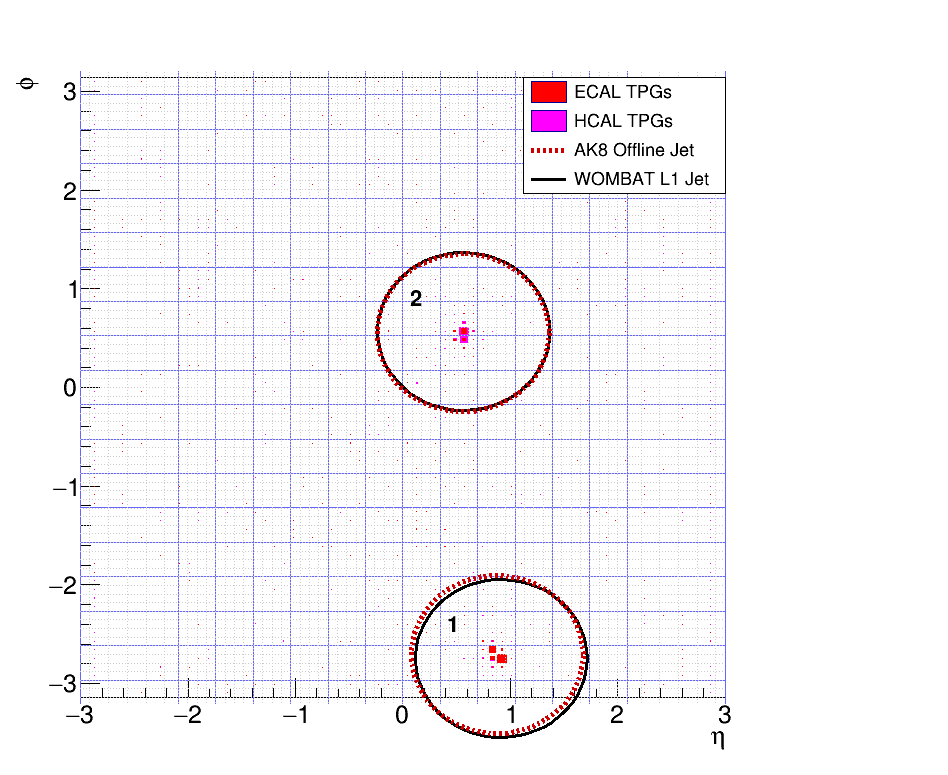 ϕ
3
2
1
0
−1
−2
−3
ECAL TPGs
HCAL TPGs
AK8 Offline Jet
WOMBAT L1 Jet
2
1
−3 −2 −1 0 1 2 3
η